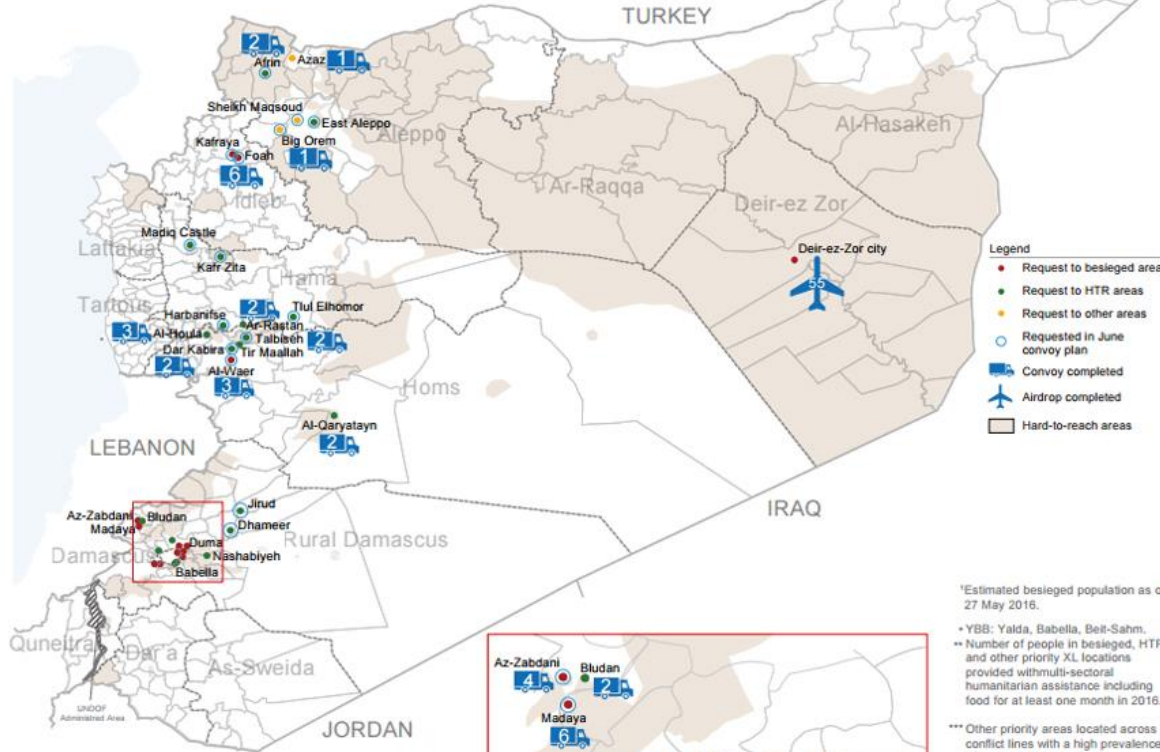 TURKEY
2
Afrin
Azaz
1
Sheikh Maqsoud
East Aleppo
Aleppo
Al-Hasakeh
Kafraya
Foah
Big Orem
1
6
Idleb
Ar-Raqqa
Deir-ez Zor
Madiq Castle
Lattakia
Kafr Zita
Deir-ez-Zor city
55
Hama
Tartous
2
Tlul Elhomor
Harbanifse
3
Al-Houla
Ar-Rastan
Talbiseh
2
Dar Kabira
Tir Maallah
2
Al-Waer
3
Homs
Al-Qaryatayn
2
LEBANON
Legend
Request to besieged area
Request to HTR areas
Request to other areas
Requested in June
convoy plan
Convoy completed
Airdrop completed
Hard-to-reach areas
IRAQ
Jirud
Az-Zabdani
Bludan
Madaya
Dhameer
Duma
Rural Damascus
Damascus
Nashabiyeh
Babella
Quneitra
Dar'a
As-Sweida
UNDOF
Administred Area
JORDAN
Az-Zabdani
4
Bludan
2
Madaya
6
¹Estimated besieged population as o
27 May 2016.
• YBB: Yalda, Babella, Beit-Sahm.
** Number of people in besieged, HTR
and other priority XL locations
provided withmulti-sectoral
humanitarian assistance including
food for at least one month in 2016.
*** Other priority areas located across
conflict lines with a high prevalence